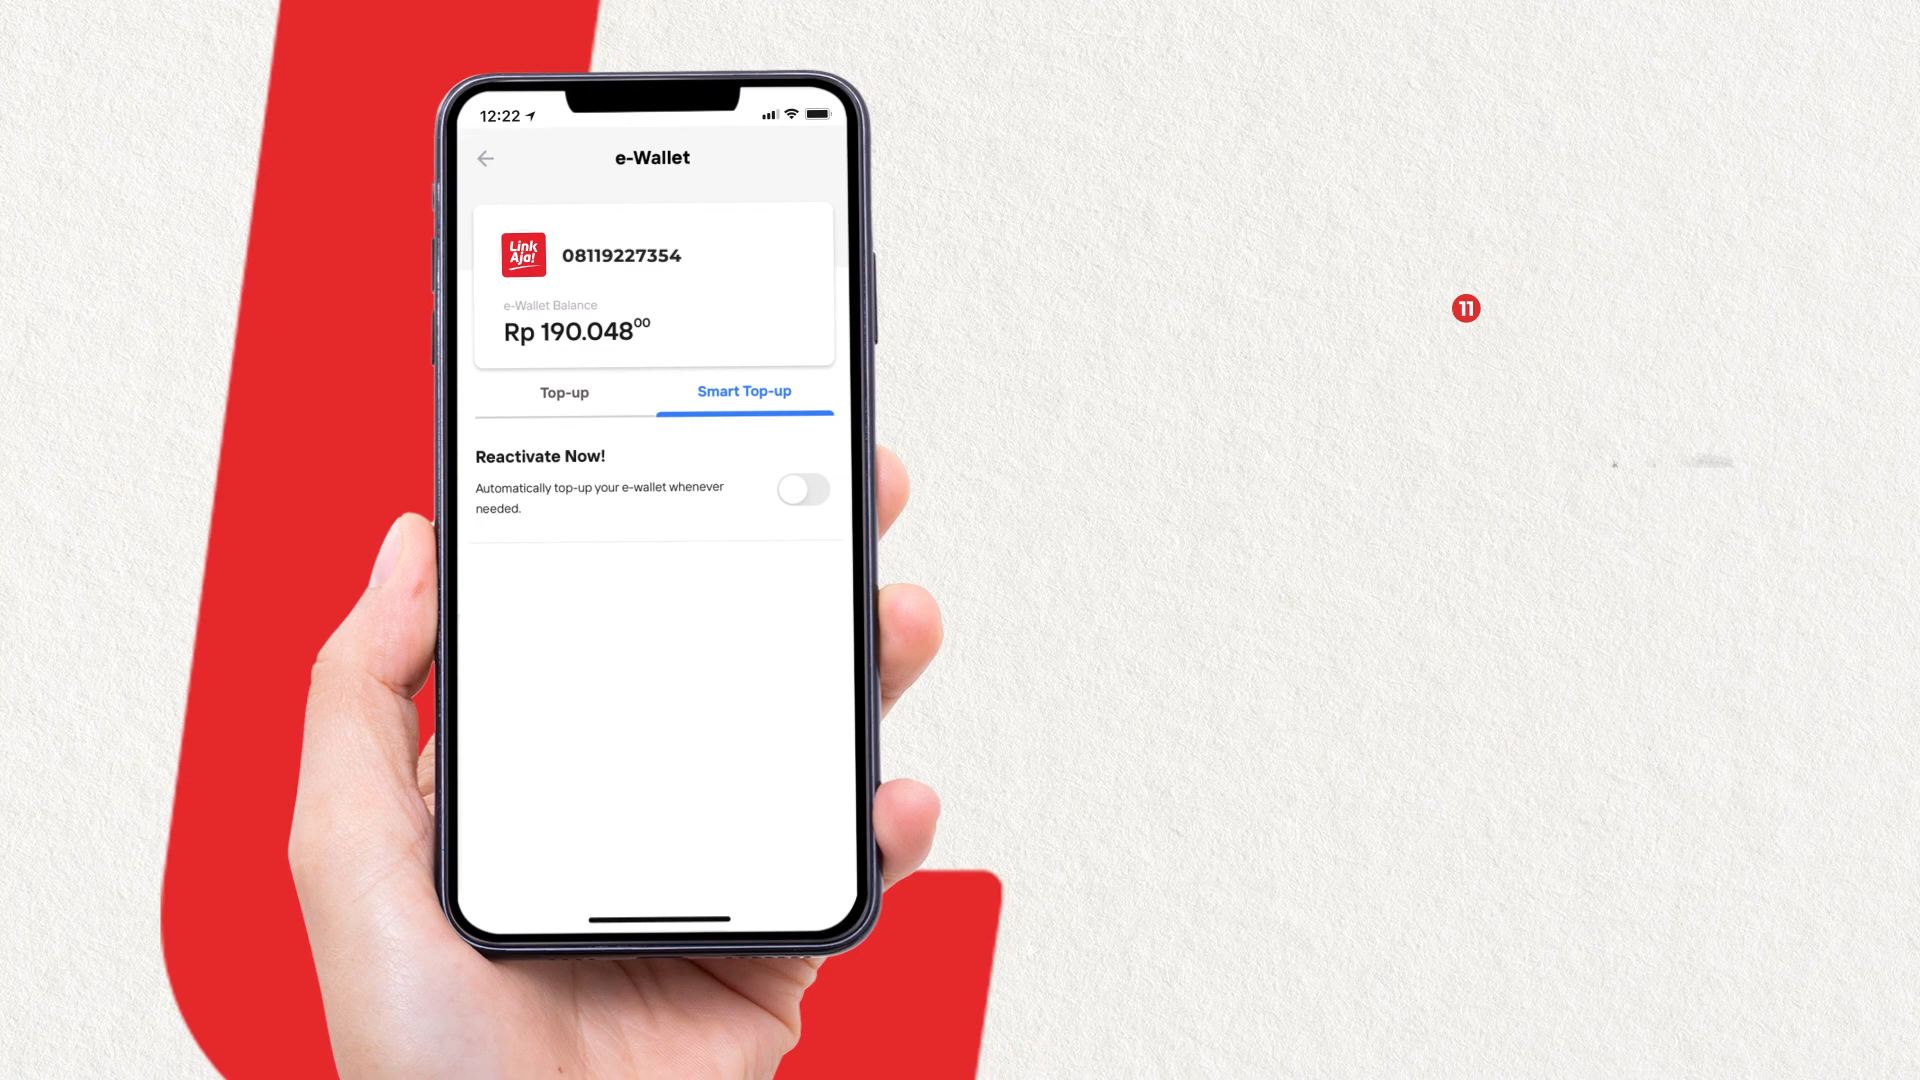 12:22
e-Wallet
Link
Aja!
08119227354
e-Wallet Balance
Rp 190.048⁰⁰
Top-up
Smart Top-up
Reactivate Now!
Automatically top-up your e-wallet whenever
needed.
11